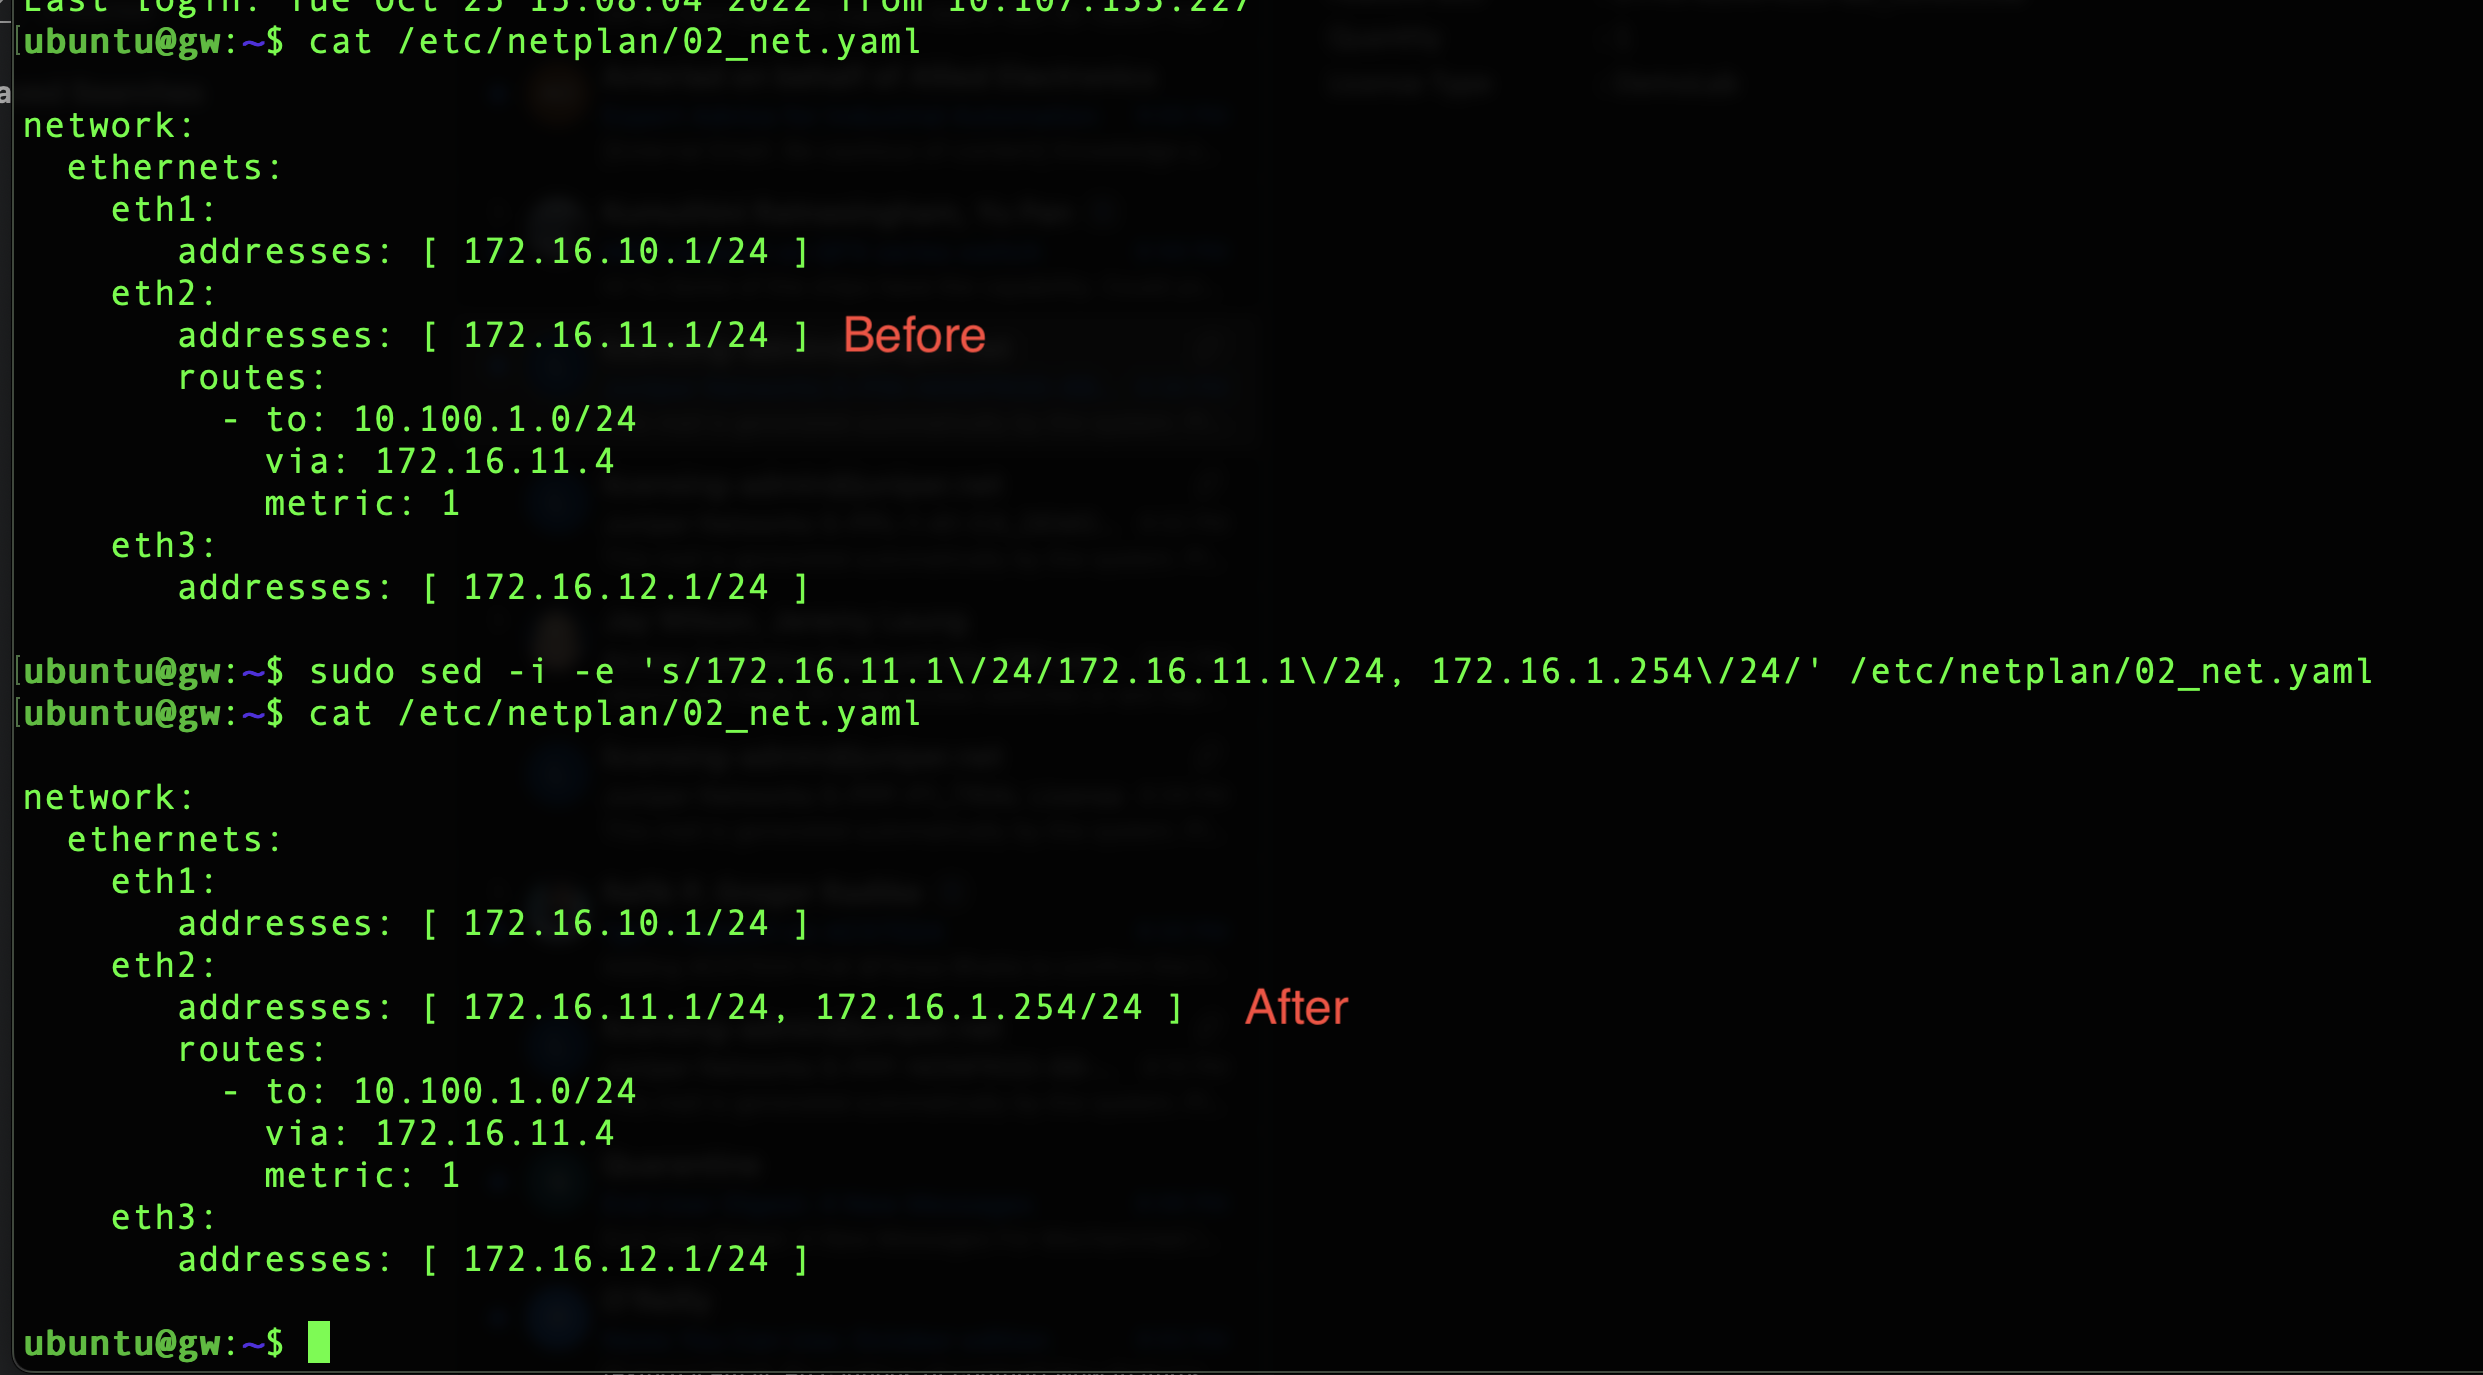 Last login: Tue Oct 25 15:08:04 2022 from 10.107.135.227
ubuntu@gw:~$ cat /etc/netplan/02_net.yaml
network:
  ethernets:
    eth1:
       addresses: [ 172.16.10.1/24 ]
    eth2:
       addresses: [ 172.16.11.1/24 ] Before
       routes:
         - to: 10.100.1.0/24
           via: 172.16.11.4
           metric: 1
    eth3:
       addresses: [ 172.16.12.1/24 ]
ubuntu@gw:~$ sudo sed -i -e 's/172.16.11.1\/24/172.16.11.1\/24, 172.16.1.254\/24/' /etc/netplan/02_net.yaml
ubuntu@gw:~$ cat /etc/netplan/02_net.yaml
network:
  ethernets:
    eth1:
       addresses: [ 172.16.10.1/24 ]
    eth2:
       addresses: [ 172.16.11.1/24, 172.16.1.254/24 ] After
       routes:
         - to: 10.100.1.0/24
           via: 172.16.11.4
           metric: 1
    eth3:
       addresses: [ 172.16.12.1/24 ]
ubuntu@gw:~$